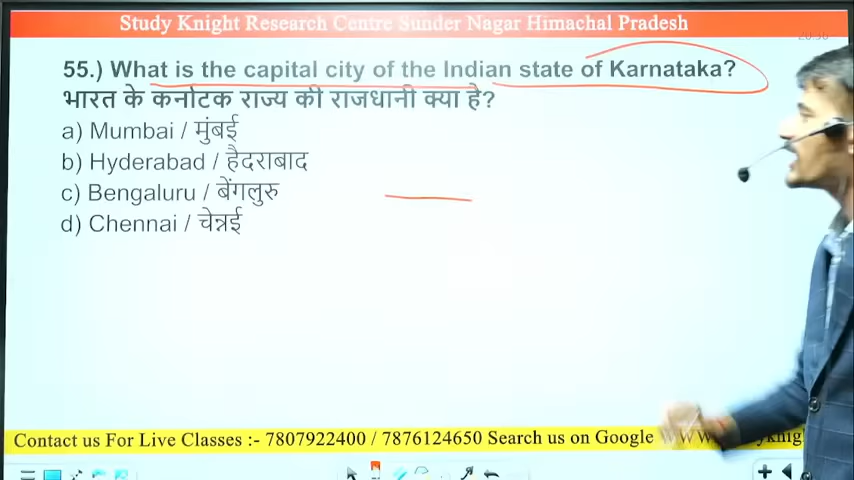 Study Knight Research Centre Sunder Nagar Himachal Pradesh
20:30
55.) What is the capital city of the Indian state of Karnataka?
भारत के कर्नाटक राज्य की राजधानी क्या है?
a) Mumbai / मुंबई
b) Hyderabad / हैदराबाद
c) Bengaluru / बेंगलुरु
d) Chennai / चेन्नई
Contact us For Live Classes :- 7807922400 / 7876124650 Search us on Google